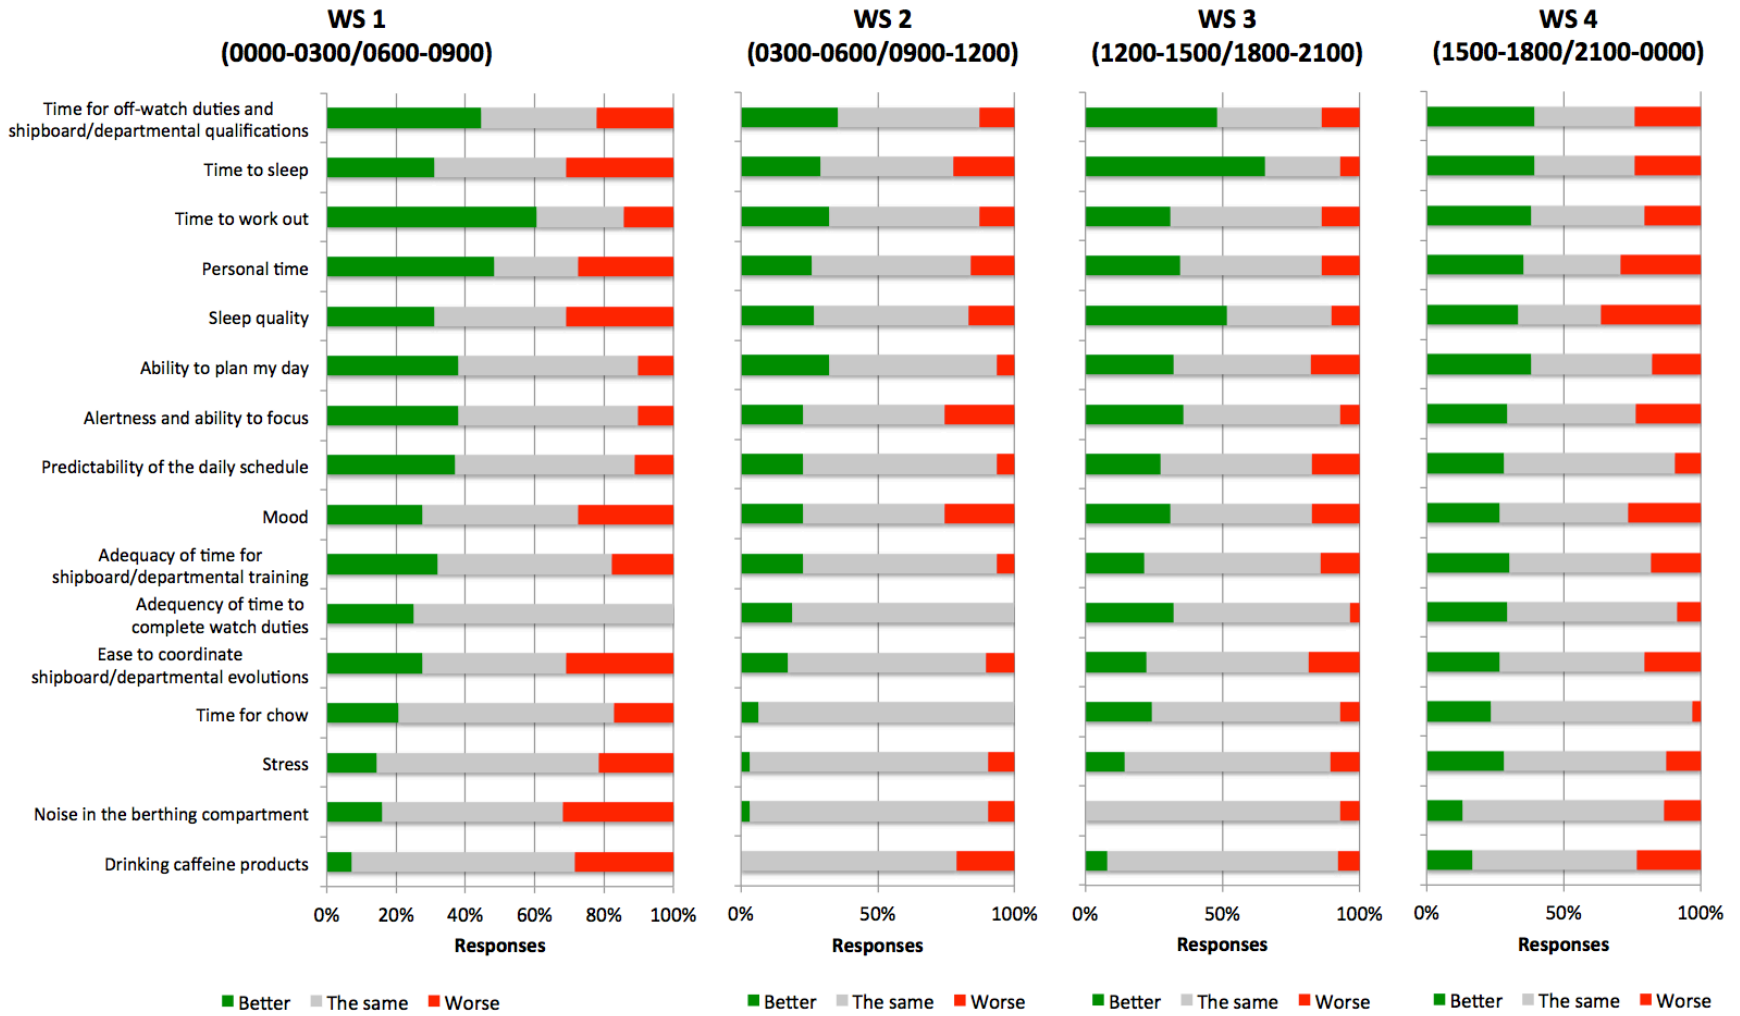 WS 1
(0000-0300/0600-0900)
WS 2
(0300-0600/0900-1200)
WS 3
(1200-1500/1800-2100)
WS 4
(1500-1800/2100-0000)
Time for off-watch duties and
shipboard/departmental qualifications
Time to sleep
Time to work out
Personal time
Sleep quality
Ability to plan my day
Alertness and ability to focus
Predictability of the daily schedule
Mood
Adequacy of time for
shipboard/departmental training
Adequency of time to
complete watch duties
Ease to coordinate
shipboard/departmental evolutions
Time for chow
Stress
Noise in the berthing compartment
Drinking caffeine products
0% 20% 40% 60% 80% 100%
0% 50% 100%
0% 50% 100%
0% 50% 100%
Responses
Responses
Responses
Responses
Better The same Worse
Better The same Worse
Better The same Worse
Better The same Worse